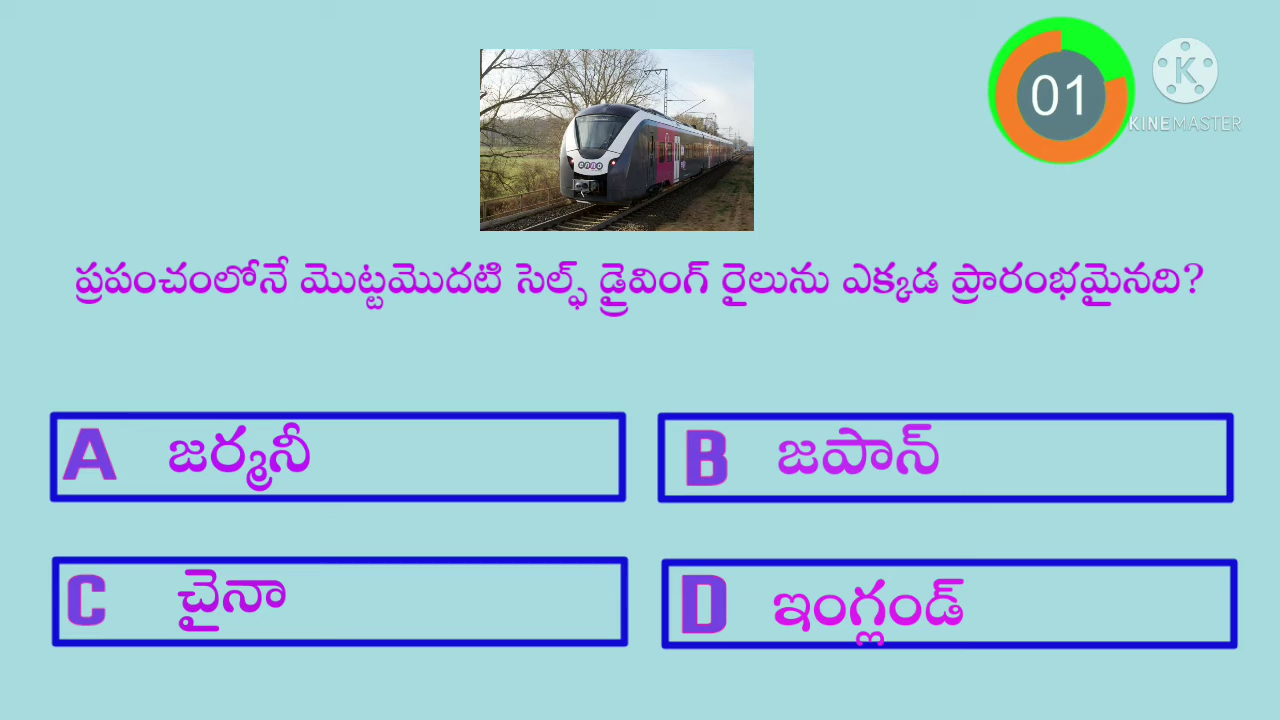 01
KINEMASTER
ప్రపంచంలోనే మొట్టమొదటి సెల్ఫ్ డ్రైవింగ్ రైలును ఎక్కడ ప్రారంభమైనది?
A జర్మనీ
B జపాన్
C చైనా
D ఇంగ్లండ్